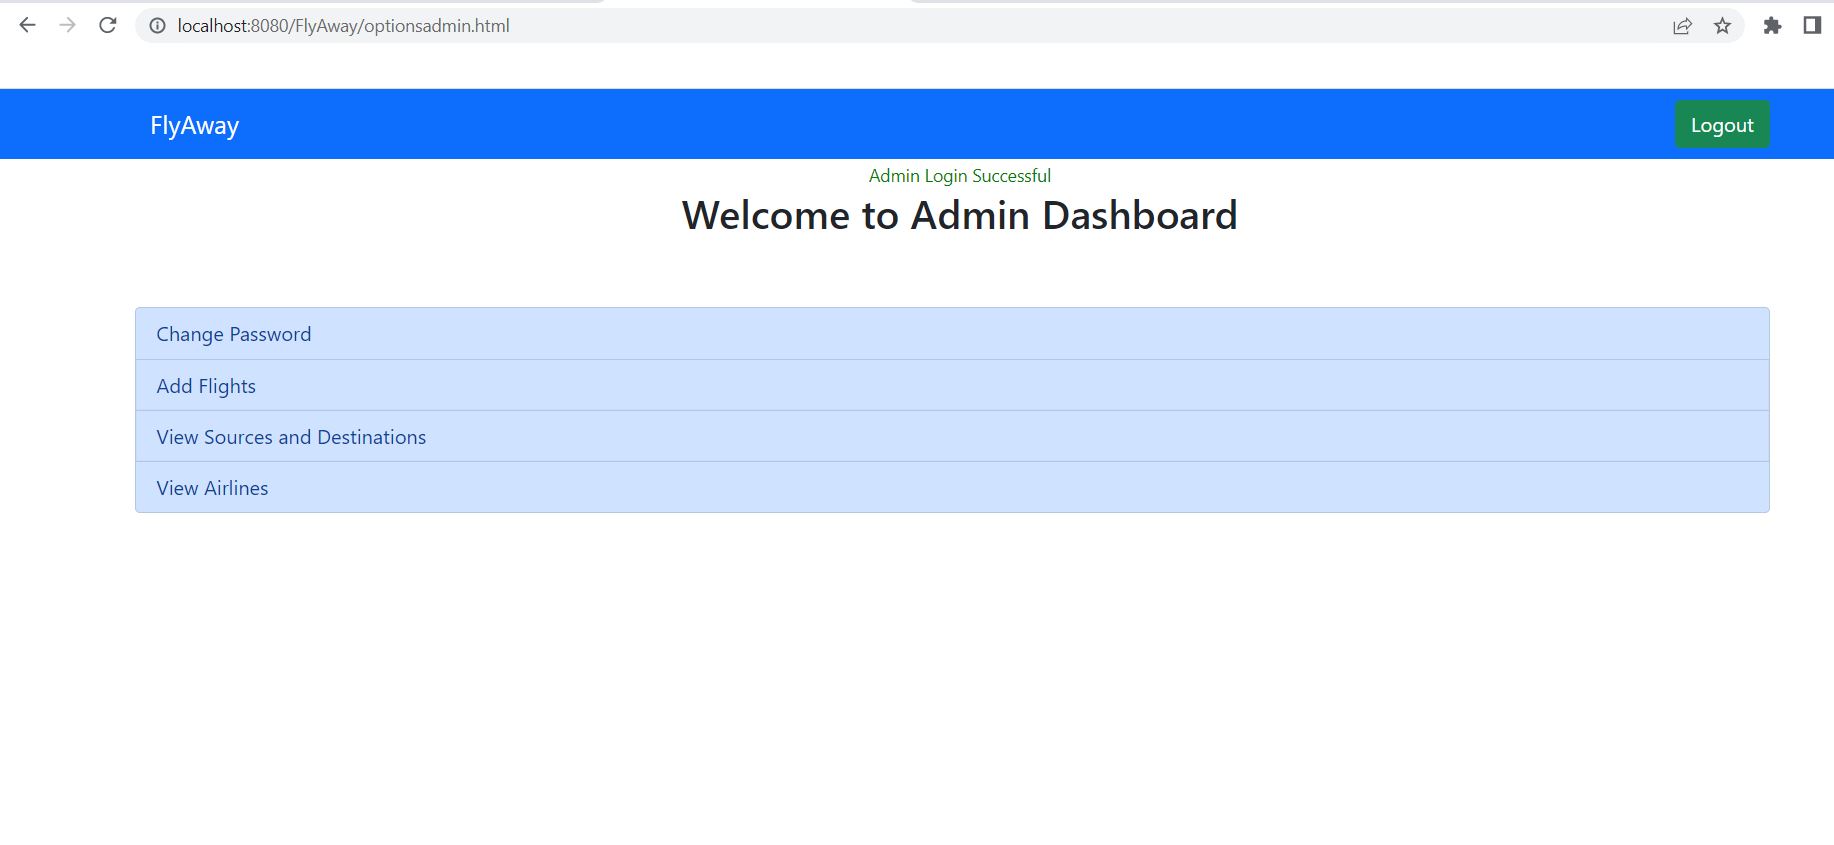 localhost:8080/FlyAway/optionsadmin.html
FlyAway
Logout
Admin Login Successful
Welcome to Admin Dashboard
Change Password
Add Flights
View Sources and Destinations
View Airlines